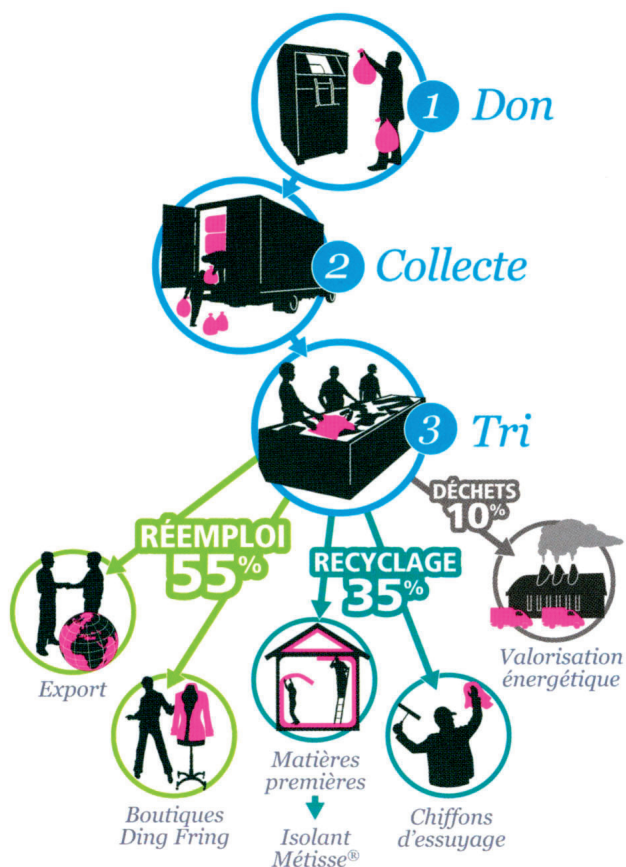 1 Don
2 Collecte
3 Tri
DÉCHETS
10%
RÉEMPLOI
55%
RECYCLAGE
35%
Export
Valorisation
énergétique
Boutiques
Ding Fring
Matières
premières
Isolant
Métisse®
Chiffons
d'essuyage